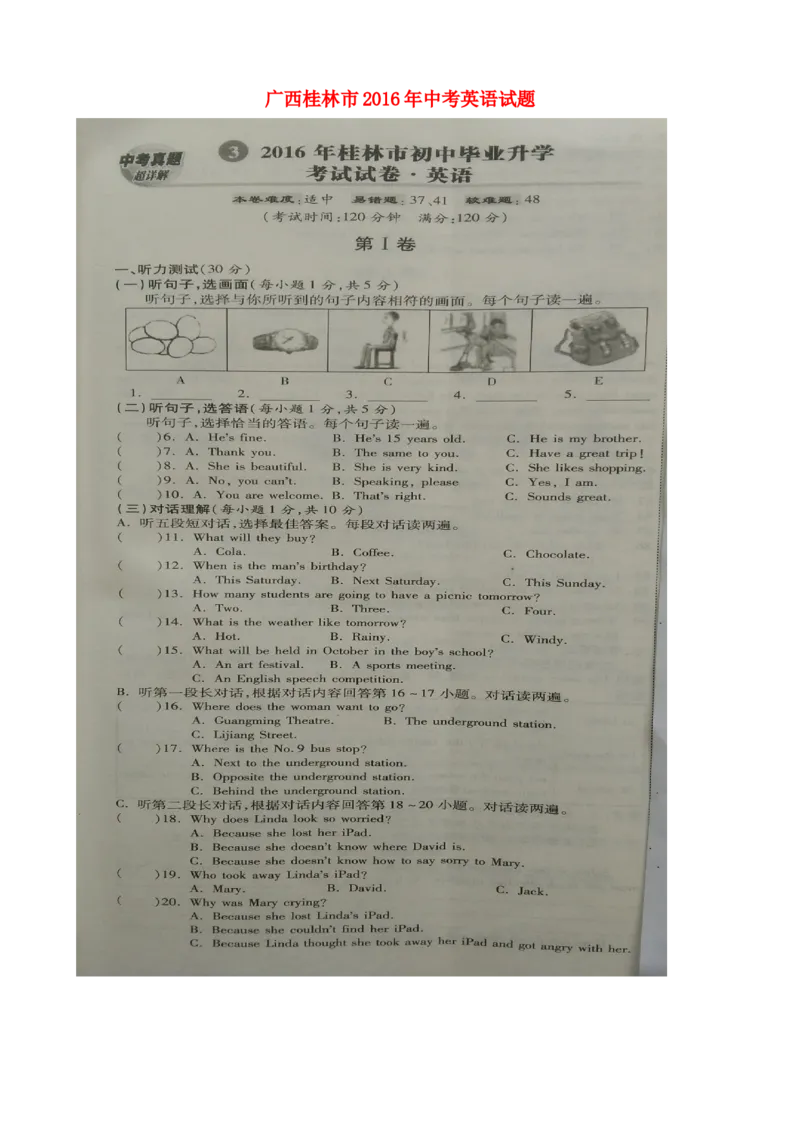 广西桂林市2016年中考英语试题
中考真题
超详解
3 2016年桂林市初中毕业升学
考试试卷·英语
本卷难度:适中 易错题:37、41 较难题:48
(考试时间:120分钟 满分:120分)
第Ⅰ卷
一、听力测试(30分)
(一)听句子,选画面(每小题1分,共5分)
听句子,选择与你所听到的句子内容相符的画面。每个句子读一遍。
A B C D E
1. ________ 2. ________ 3. ________ 4. ________ 5. ________
(二)听句子,选答语(每小题1分,共5分)
听句子,选择恰当的答语。每个句子读一遍。
( )6. A. He's fine. B. He's 15 years old. C. He is my brother.
( )7. A. Thank you. B. The same to you. C. Have a great trip!
( )8. A. She is beautiful. B. She is very kind. C. She likes shopping.
( )9. A. No, you can't. B. Speaking, please C. Yes, I am.
( )10. A. You are welcome. B. That's right. C. Sounds great.
(三)对话理解(每小题1分,共10分)
A. 听五段短对话,选择最佳答案。每段对话读两遍。
( )11. What will they buy?
A. Cola. B. Coffee. C. Chocolate.
( )12. When is the man's birthday?
A. This Saturday. B. Next Saturday. C. This Sunday.
( )13. How many students are going to have a picnic tomorrow?
A. Two. B. Three. C. Four.
( )14. What is the weather like tomorrow?
A. Hot. B. Rainy. C. Windy.
( )15. What will be held in October in the boy's school?
A. An art festival. B. A sports meeting.
C. An English speech competition.
B. 听第一段长对话,根据对话内容回答第16~17小题。对话读两遍。
( )16. Where does the woman want to go?
A. Guangming Theatre. B. The underground station.
C. Lijiang Street.
( )17. Where is the No. 9 bus stop?
A. Next to the underground station.
B. Opposite the underground station.
C. Behind the underground station.
C. 听第二段长对话,根据对话内容回答第18~20小题。对话读两遍。
( )18. Why does Linda look so worried?
A. Because she lost her iPad.
B. Because she doesn't know where David is.
C. Because she doesn't know how to say sorry to Mary.
( )19. Who took away Linda's iPad?
A. Mary. B. David. C. Jack.
( )20. Why was Mary crying?
A. Because she lost Linda's iPad.
B. Because she couldn't find her iPad.
C. Because Linda thought she took away her iPad and got angry with her.